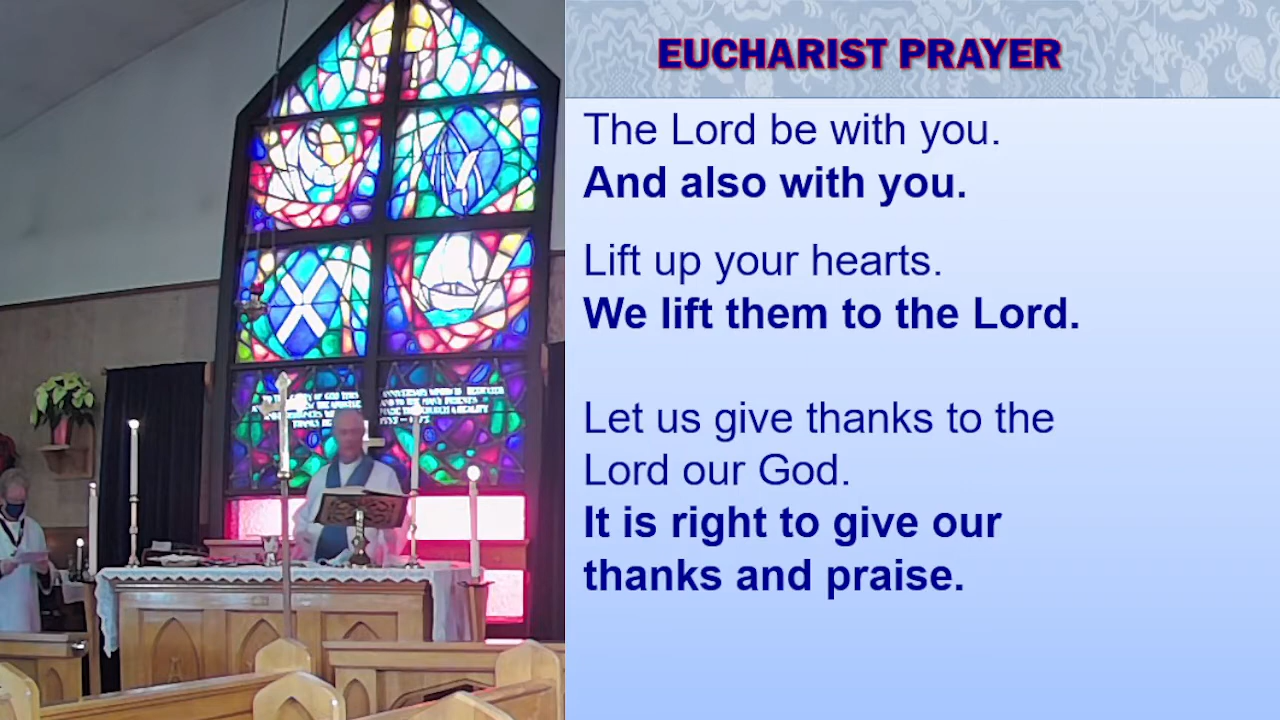 EUCHARIST PRAYER
The Lord be with you.
And also with you.
Lift up your hearts.
We lift them to the Lord.
Let us give thanks to the
Lord our God.
It is right to give our
thanks and praise.